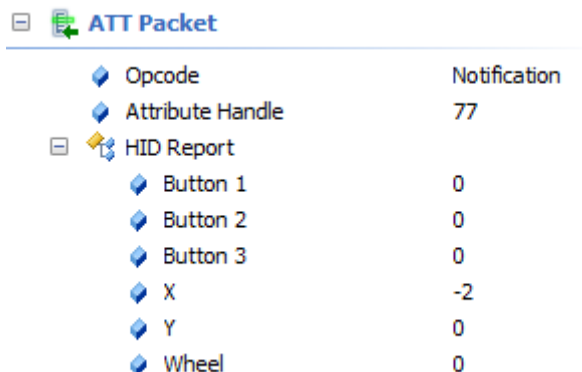 ATT Packet
Opcode Notification
Attribute Handle 77
HID Report
Button 1 0
Button 2 0
Button 3 0
X -2
Y 0
Wheel 0